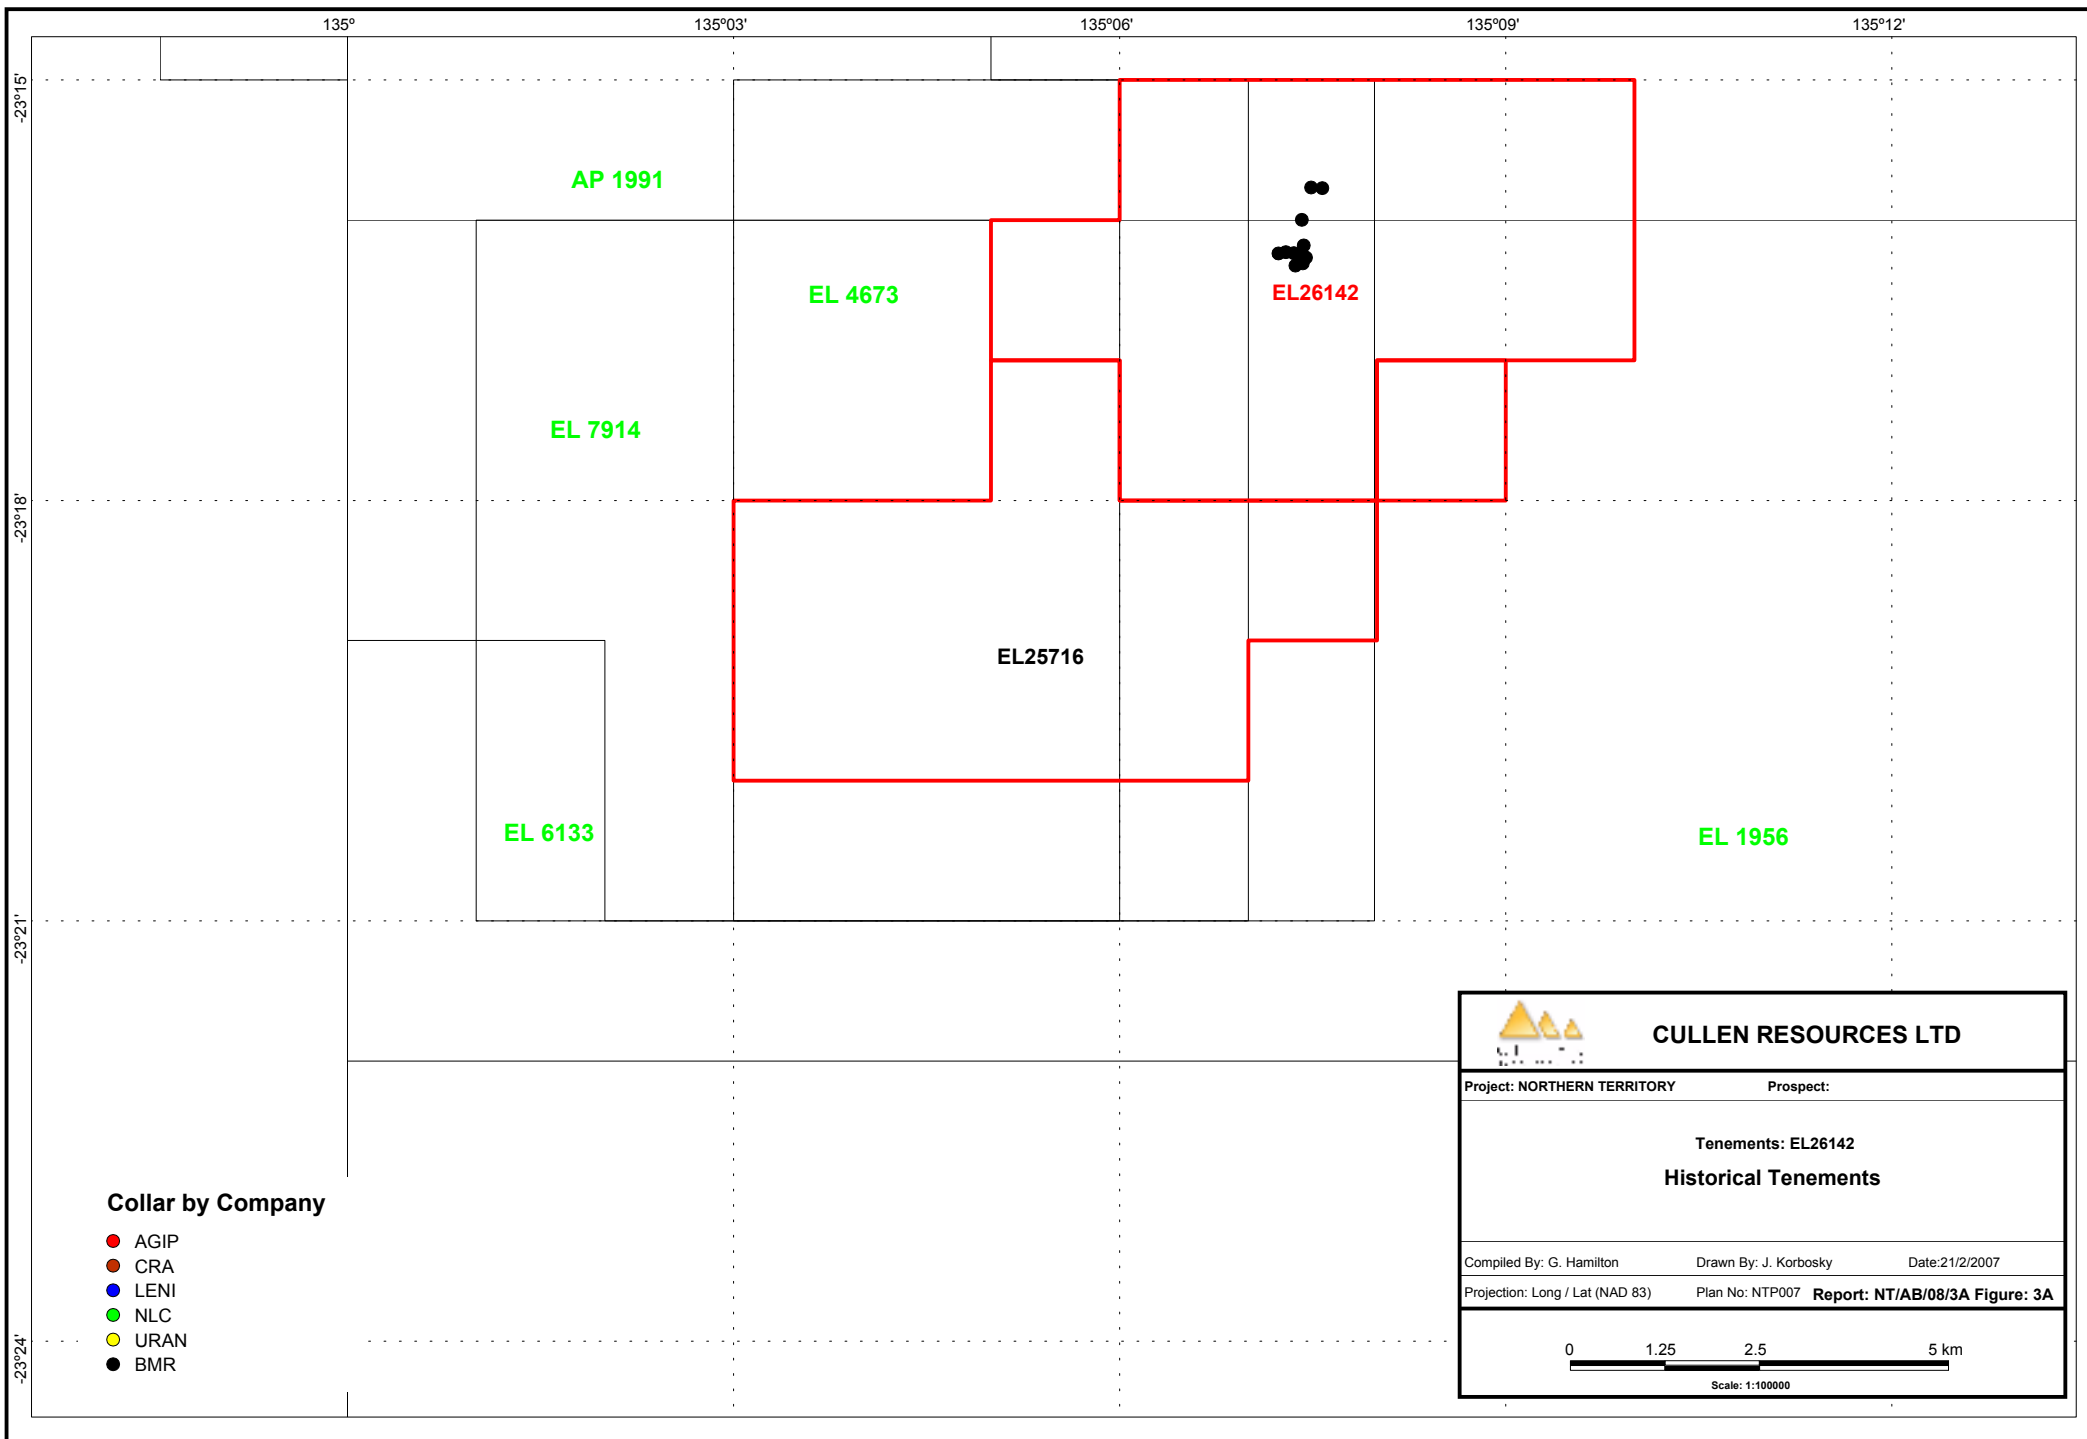 135º 135º03' 135º06' 135º09' 135º12'
-23º15'
AP 1991
EL 4673
EL26142
EL 7914
-23º18'
EL25716
EL 6133
EL 1956
-23º21'
CULLEN RESOURCES LTD
Project: NORTHERN TERRITORY Prospect:
Tenements: EL26142
Historical Tenements
Compiled By: G. Hamilton Drawn By: J. Korbosky Date:21/2/2007
Projection: Long / Lat (NAD 83) Plan No: NTP007 Report: NT/AB/08/3A Figure: 3A
0 1.25 2.5 5 km
Scale: 1:100000
Collar by Company
AGIP
CRA
LENI
NLC
URAN
BMR
-23º24'